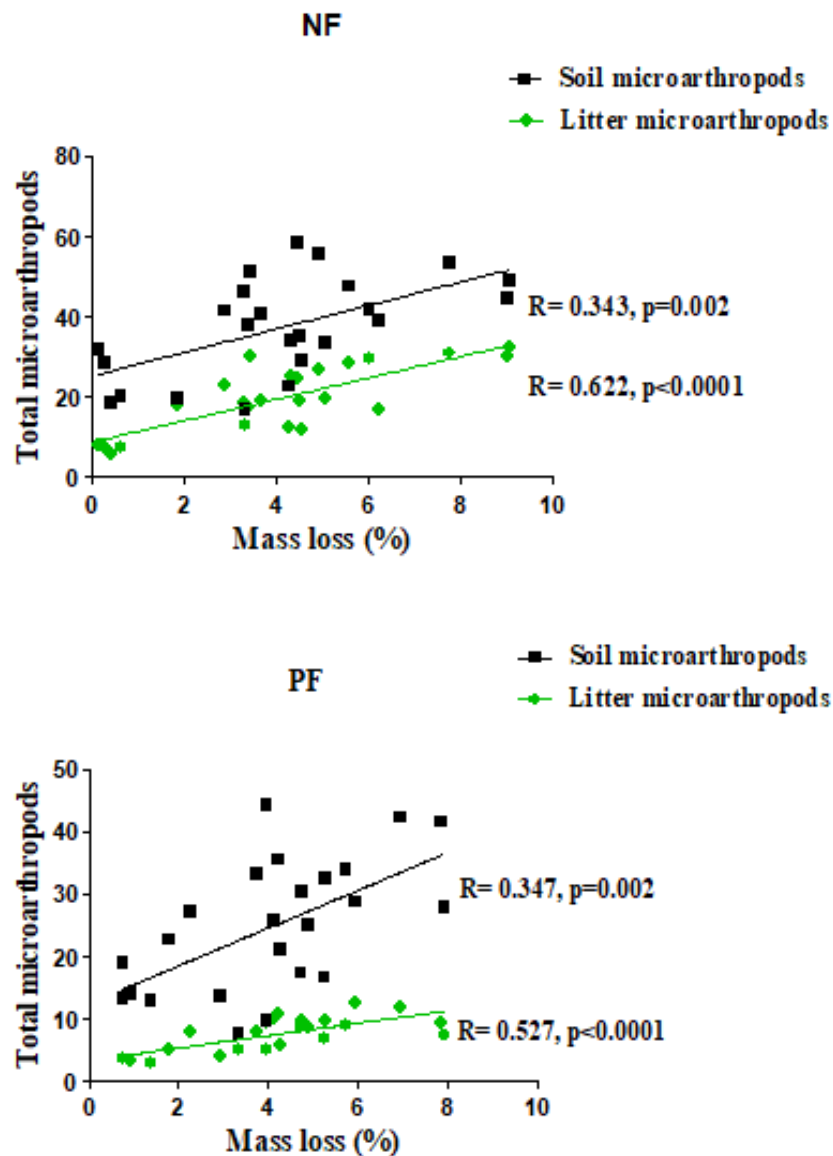 NF
Soil microarthropods
Litter microarthropods
80
60
40
20
0
Total microarthropods
R= 0.343, p=0.002
R= 0.622, p<0.0001
0 2 4 6 8 10
Mass loss (%)
PF
Soil microarthropods
Litter microarthropods
50
40
30
20
10
0
Total microarthropods
R= 0.347, p=0.002
R= 0.527, p<0.0001
0 2 4 6 8 10
Mass loss (%)